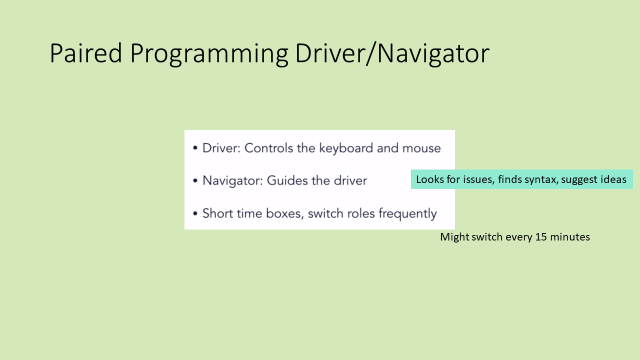 Paired Programming Driver/Navigator
• Driver: Controls the keyboard and mouse
• Navigator: Guides the driver
Looks for issues, finds syntax, suggest ideas
• Short time boxes, switch roles frequently
Might switch every 15 minutes